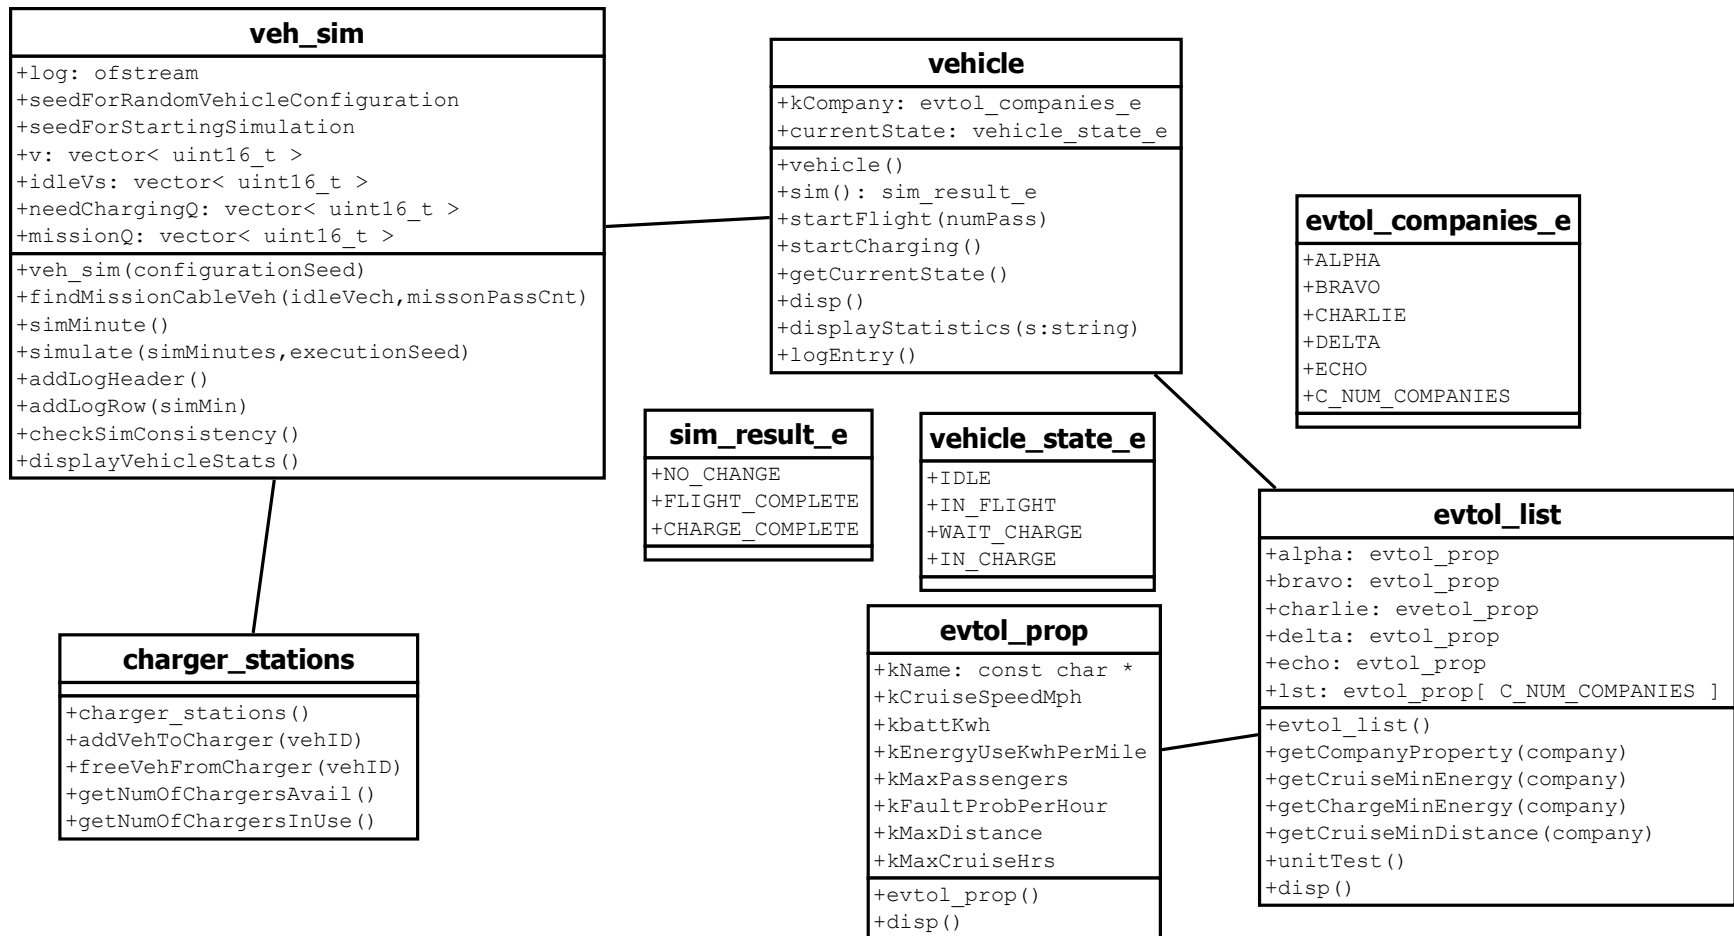 veh_sim
+log: ofstream
+seedForRandomVehicleConfiguration
+seedForStartingSimulation
+v: vector< uint16_t >
+idleVs: vector< uint16_t >
+needChargingQ: vector< uint16_t >
+missionQ: vector< uint16_t >
+veh_sim(configurationSeed)
+findMissionCableVeh(idleVech,missonPassCnt)
+simMinute()
+simulate(simMinutes,executionSeed)
+addLogHeader()
+addLogRow(simMin)
+checkSimConsistency()
+displayVehicleStats()
vehicle
+kCompany: evtol_companies_e
+currentState: vehicle_state_e
+vehicle()
+sim(): sim_result_e
+startFlight(numPass)
+startCharging()
+getCurrentState()
+disp()
+displayStatistics(s:string)
+logEntry()
evtol_companies_e
+ALPHA
+BRAVO
+CHARLIE
+DELTA
+ECHO
+C_NUM_COMPANIES
sim_result_e
+NO_CHANGE
+FLIGHT_COMPLETE
+CHARGE_COMPLETE
vehicle_state_e
+IDLE
+IN_FLIGHT
+WAIT_CHARGE
+IN_CHARGE
evtol_list
+alpha: evtol_prop
+bravo: evtol_prop
+charlie: evetol_prop
+delta: evtol_prop
+echo: evtol_prop
+lst: evtol_prop[ C_NUM_COMPANIES ]
+evtol_list()
+getCompanyProperty(company)
+getCruiseMinEnergy(company)
+getChargeMinEnergy(company)
+getCruiseMinDistance(company)
+unitTest()
+disp()
charger_stations
+charger_stations()
+addVehToCharger(vehID)
+freeVehFromCharger(vehID)
+getNumOfChargersAvail()
+getNumOfChargersInUse()
evtol_prop
+kName: const char *
+kCruiseSpeedMph
+kbattKwh
+kEnergyUseKwhPerMile
+kMaxPassengers
+kFaultProbPerHour
+kMaxDistance
+kMaxCruiseHrs
+evtol_prop()
+disp()